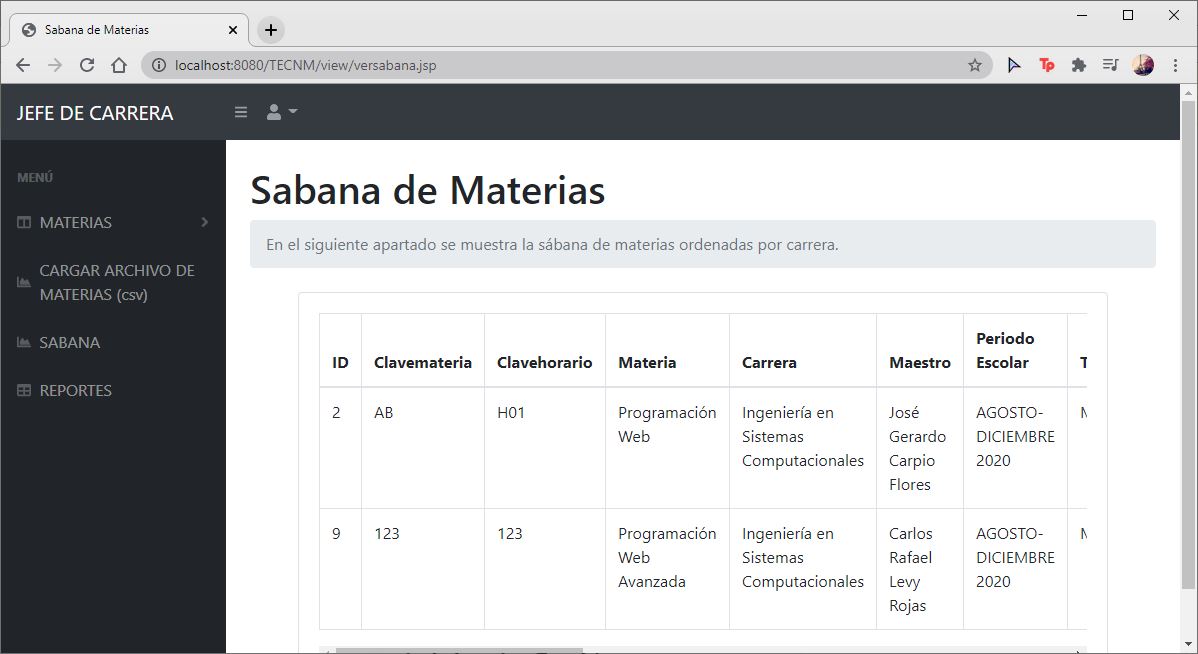 Sabana de Materias
localhost:8080/TECNM/view/versabana.jsp
Tp
JEFE DE CARRERA
MENÚ
MATERIAS
CARGAR ARCHIVO DE
MATERIAS (csv)
SABANA
REPORTES
Sabana de Materias
En el siguiente apartado se muestra la sábana de materias ordenadas por carrera.
ID Clavemateria Clavehorario Materia Carrera Maestro Periodo
Escolar
2 AB H01 Programación Ingeniería en José AGOSTO-
Web Sistemas Gerardo DICIEMBRE
Computacionales Carpio 2020
Flores
9 123 123 Programación Ingeniería en Carlos AGOSTO-
Web Sistemas Rafael DICIEMBRE
Avanzada Computacionales Levy 2020
Rojas